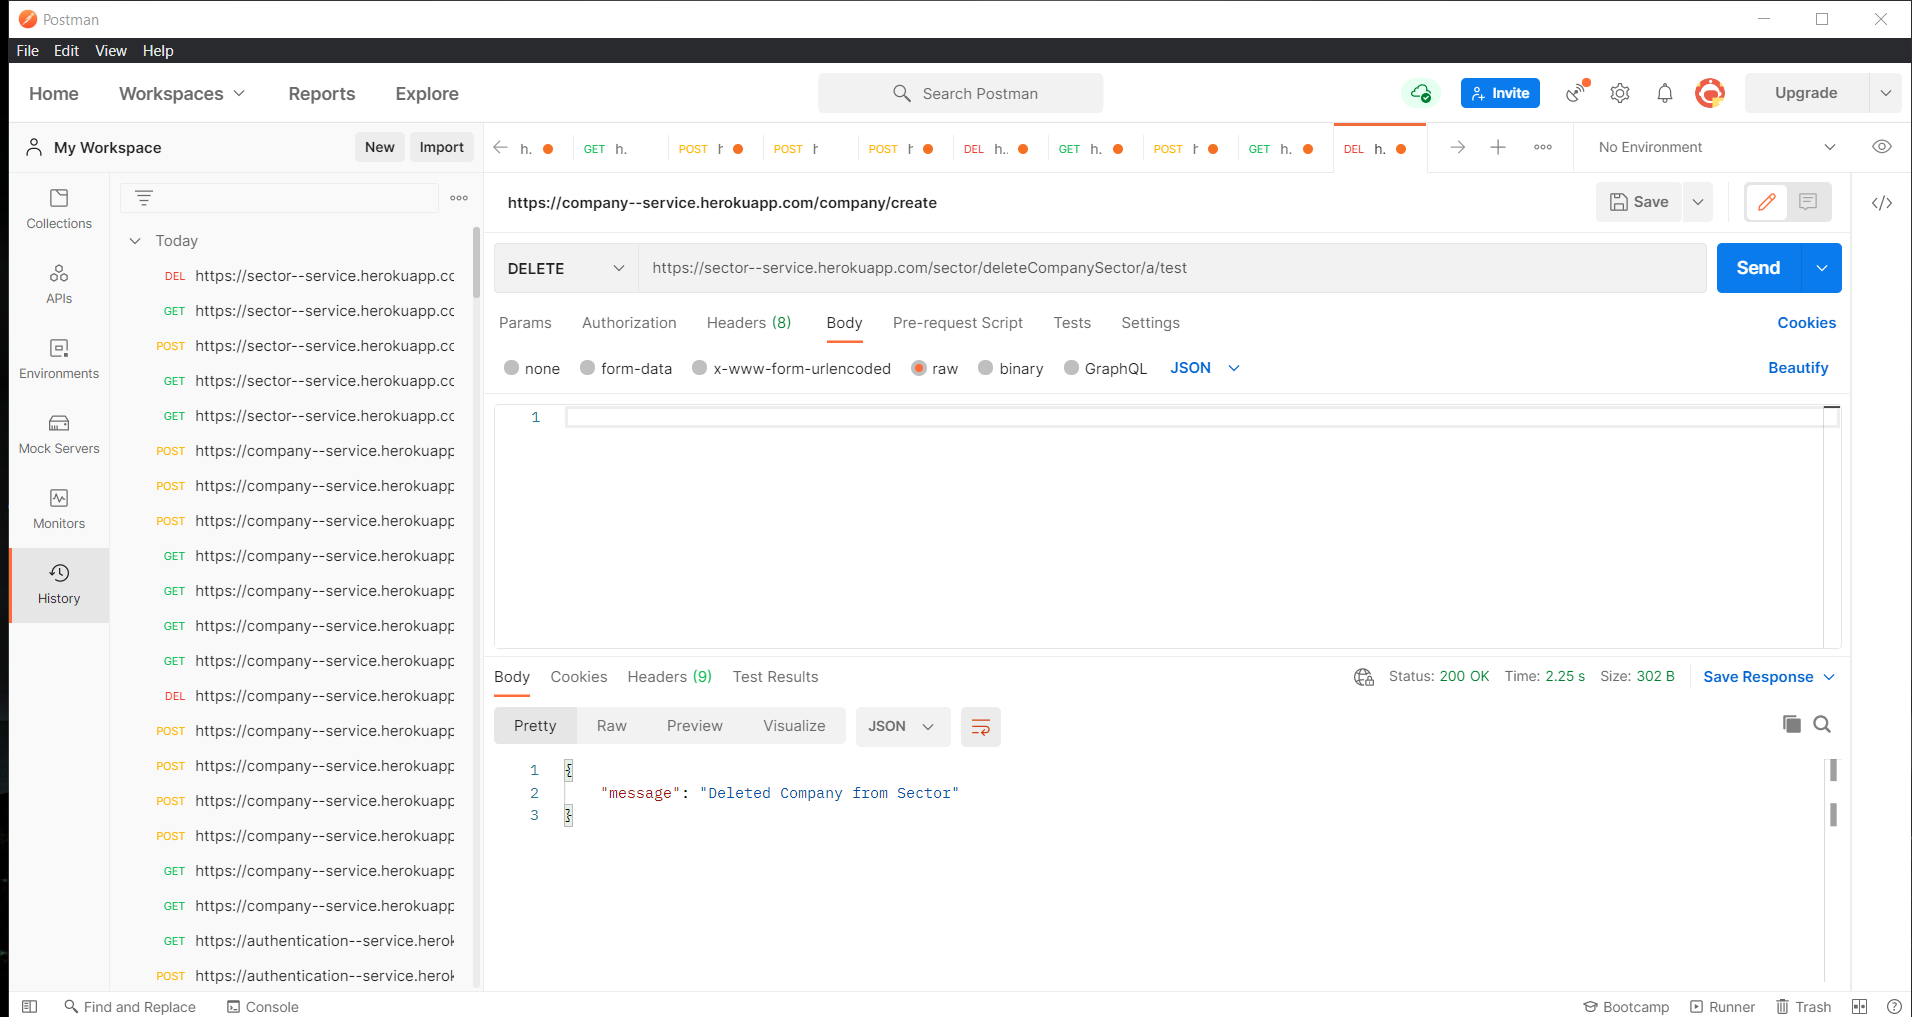 Postman
File Edit View Help
Home Workspaces Reports Explore Search Postman Invite Upgrade
My Workspace New Import h. GET h. POST h POST h POST h DEL h.. GET h. POST h GET h. DEL h. No Environment
Collections
APIs
Environments
Mock Servers
Monitors
History
Today
DEL https://sector--service.herokuapp.cc
GET https://sector--service.herokuapp.cc
POST https://sector--service.herokuapp.cc
GET https://sector--service.herokuapp.cc
GET https://sector--service.herokuapp.cc
POST https://company--service.herokuapp
POST https://company--service.herokuapp
POST https://company--service.herokuapp
GET https://company--service.herokuapp
GET https://company--service.herokuapp
GET https://company--service.herokuapp
GET https://company--service.herokuapp
DEL https://company--service.herokuapp
POST https://company--service.herokuapp
POST https://company--service.herokuapp
POST https://company--service.herokuapp
POST https://company--service.herokuapp
GET https://company--service.herokuapp
GET https://company--service.herokuapp
GET https://authentication--service.herok
POST https://authentication--service.herok
https://company--service.herokuapp.com/company/create Save
DELETE https://sector--service.herokuapp.com/sector/deleteCompanySector/a/test Send
Params Authorization Headers (8) Body Pre-request Script Tests Settings Cookies
none form-data x-www-form-urlencoded raw binary GraphQL JSON Beautify
1
Body Cookies Headers (9) Test Results Status: 200 OK Time: 2.25 s Size: 302 B Save Response
Pretty Raw Preview Visualize JSON
1 {
2 "message": "Deleted Company from Sector"
3 }
Find and Replace Console Bootcamp Runner Trash